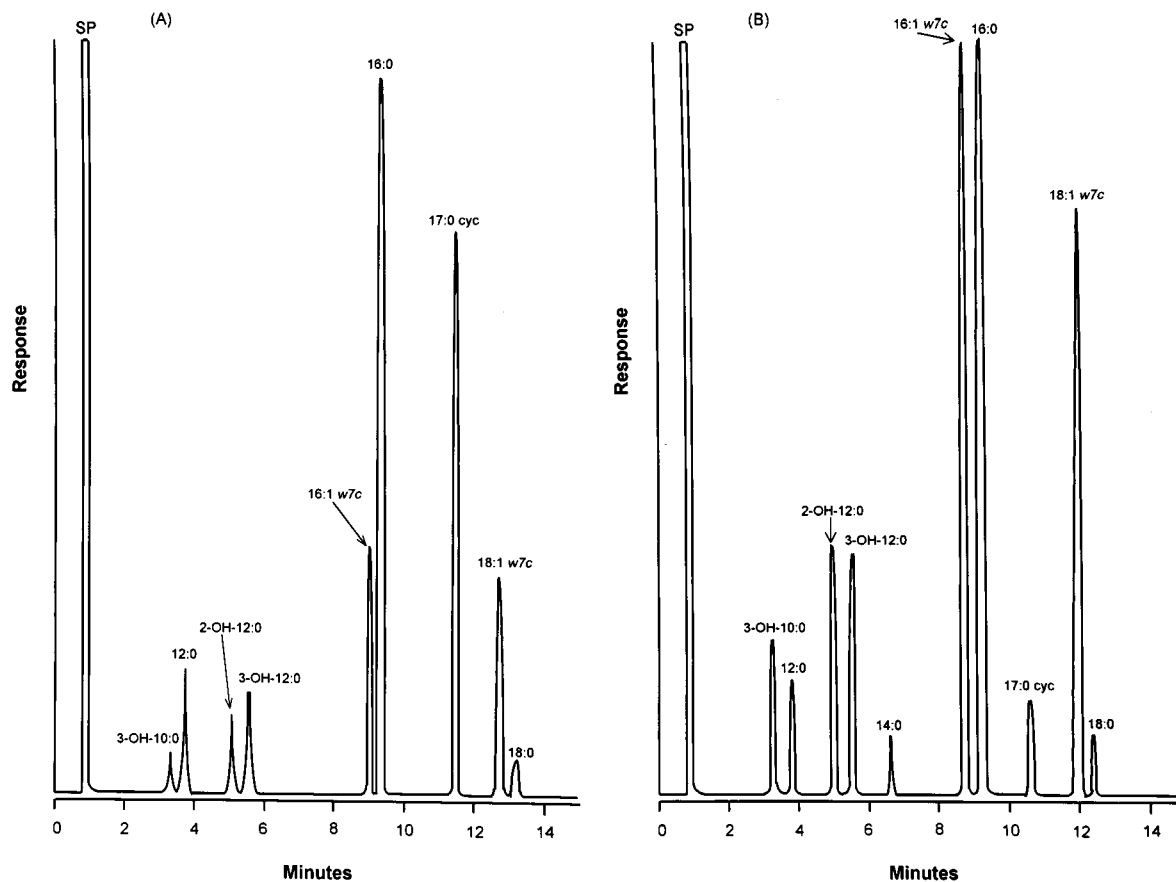 (A)
SP
16:0
17:0 cyc
16:1 w7c
18:1 w7c
2-OH-12:0
12:0
3-OH-12:0
3-OH-10:0
18:0
Response
0 2 4 6 8 10 12 14
Minutes
(B)
SP
16:1 w7c
16:0
18:1 w7c
2-OH-12:0
3-OH-12:0
3-OH-10:0
12:0
14:0
17:0 cyc
18:0
Response
0 2 4 6 8 10 12 14
Minutes